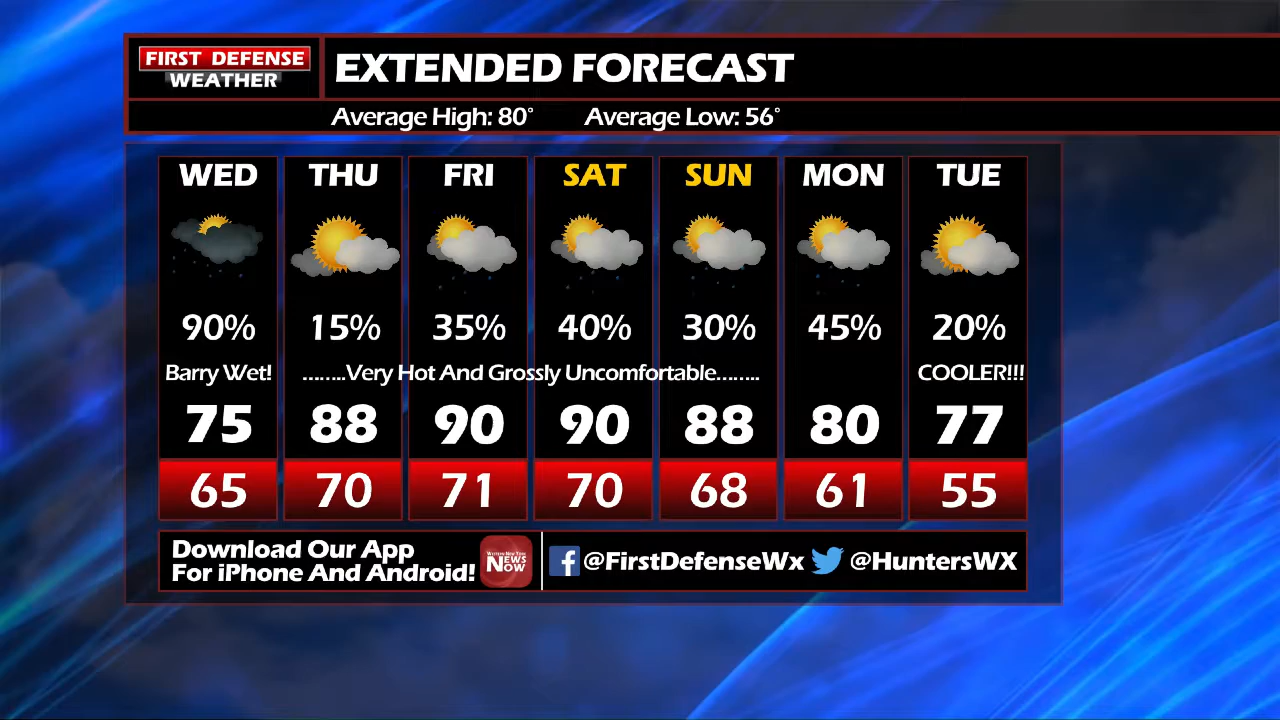 FIRST DEFENSE
WEATHER
EXTENDED FORECAST
Average High: 80° Average Low: 56°
WED THU FRI SAT SUN MON TUE
90% 15% 35% 40% 30% 45% 20%
Barry Wet! ........Very Hot And Grossly Uncomfortable........ COOLER!!!
75 88 90 90 88 80 77
65 70 71 70 68 61 55
Download Our App
For iPhone And Android!
Western New York
NEWS
NOW
@FirstDefenseWx @HuntersWX